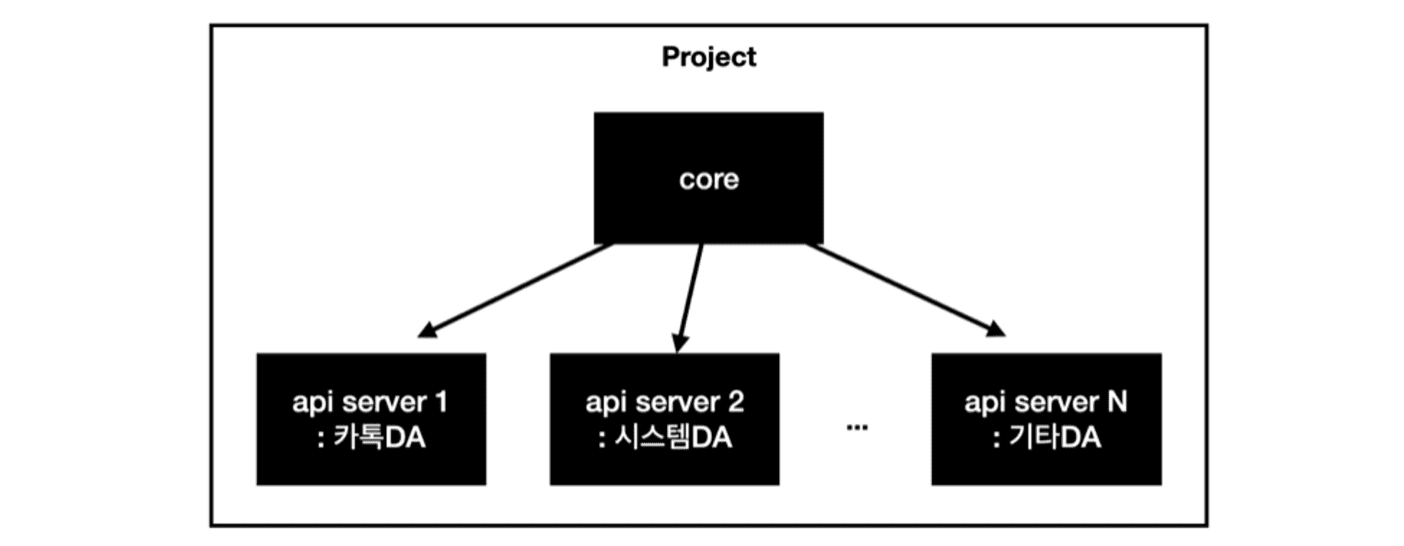 Project
core
api server 1
: 카톡DA
api server 2
: 시스템DA
...
api server N
: 기타DA